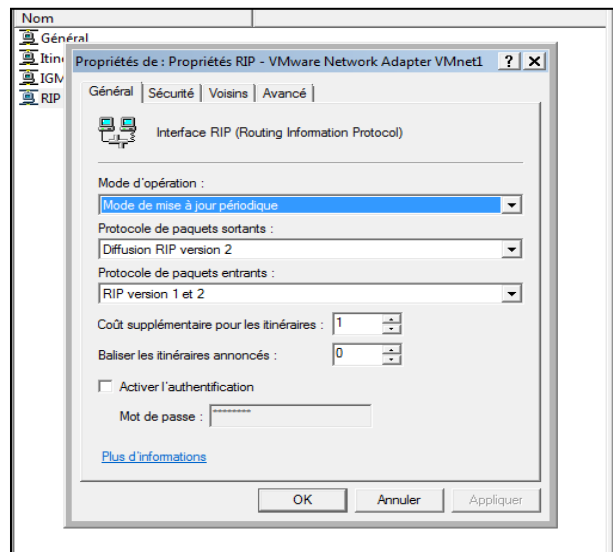 Nom
Général
Itin
IGM
RIP
Propriétés de : Propriétés RIP - VMware Network Adapter VMnet1
Général
Sécurité
Voisins
Avancé
Interface RIP (Routing Information Protocol)
Mode d'opération :
Mode de mise à jour périodique
Protocole de paquets sortants :
Diffusion RIP version 2
Protocole de paquets entrants :
RIP version 1 et 2
Coût supplémentaire pour les itinéraires : 1
Baliser les itinéraires annoncés : 0
Activer l'authentification
Mot de passe : ********
Plus d'informations
OK
Annuler
Appliquer